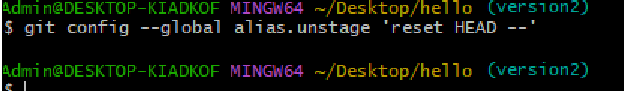 Admin@DESKTOP-KIADKOF MINGW64 ~/Desktop/hello (version2)
$ git config --global alias.unstage 'reset HEAD --'
Admin@DESKTOP-KIADKOF MINGW64 ~/Desktop/hello (version2)
$